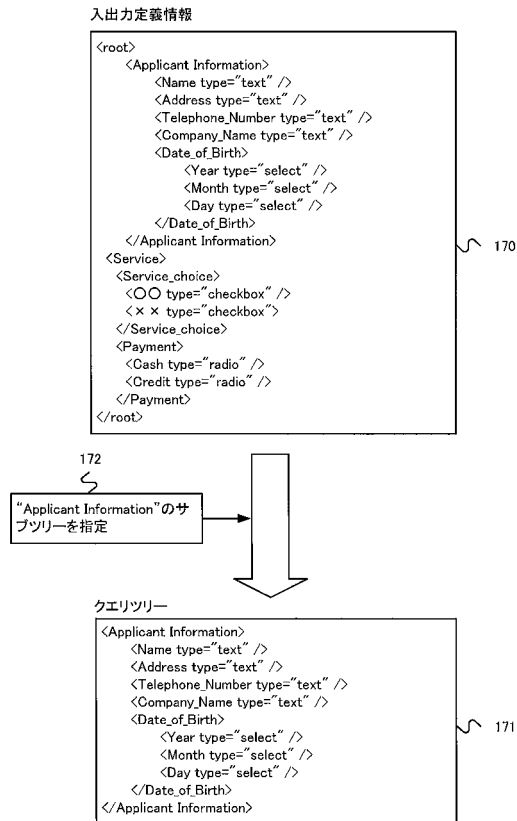 入出力定義情報
<root>
<Applicant Information>
<Name type="text" />
<Address type="text" />
<Telephone_Number type="text" />
<Company_Name type="text" />
<Date_of_Birth>
<Year type="select" />
<Month type="select" />
<Day type="select" />
</Date_of_Birth>
</Applicant Information>
<Service>
<Service_choice>
<〇〇 type="checkbox" />
<×× type="checkbox">
</Service_choice>
<Payment>
<Cash type="radio" />
<Credit type="radio" />
</Payment>
</root>
170
172
“Applicant Information”のサ
ブツリーを指定
クエリツリー
<Applicant Information>
<Name type="text" />
<Address type="text" />
<Telephone_Number type="text" />
<Company_Name type="text" />
<Date_of_Birth>
<Year type="select" />
<Month type="select" />
<Day type="select" />
</Date_of_Birth>
</Applicant Information>
171